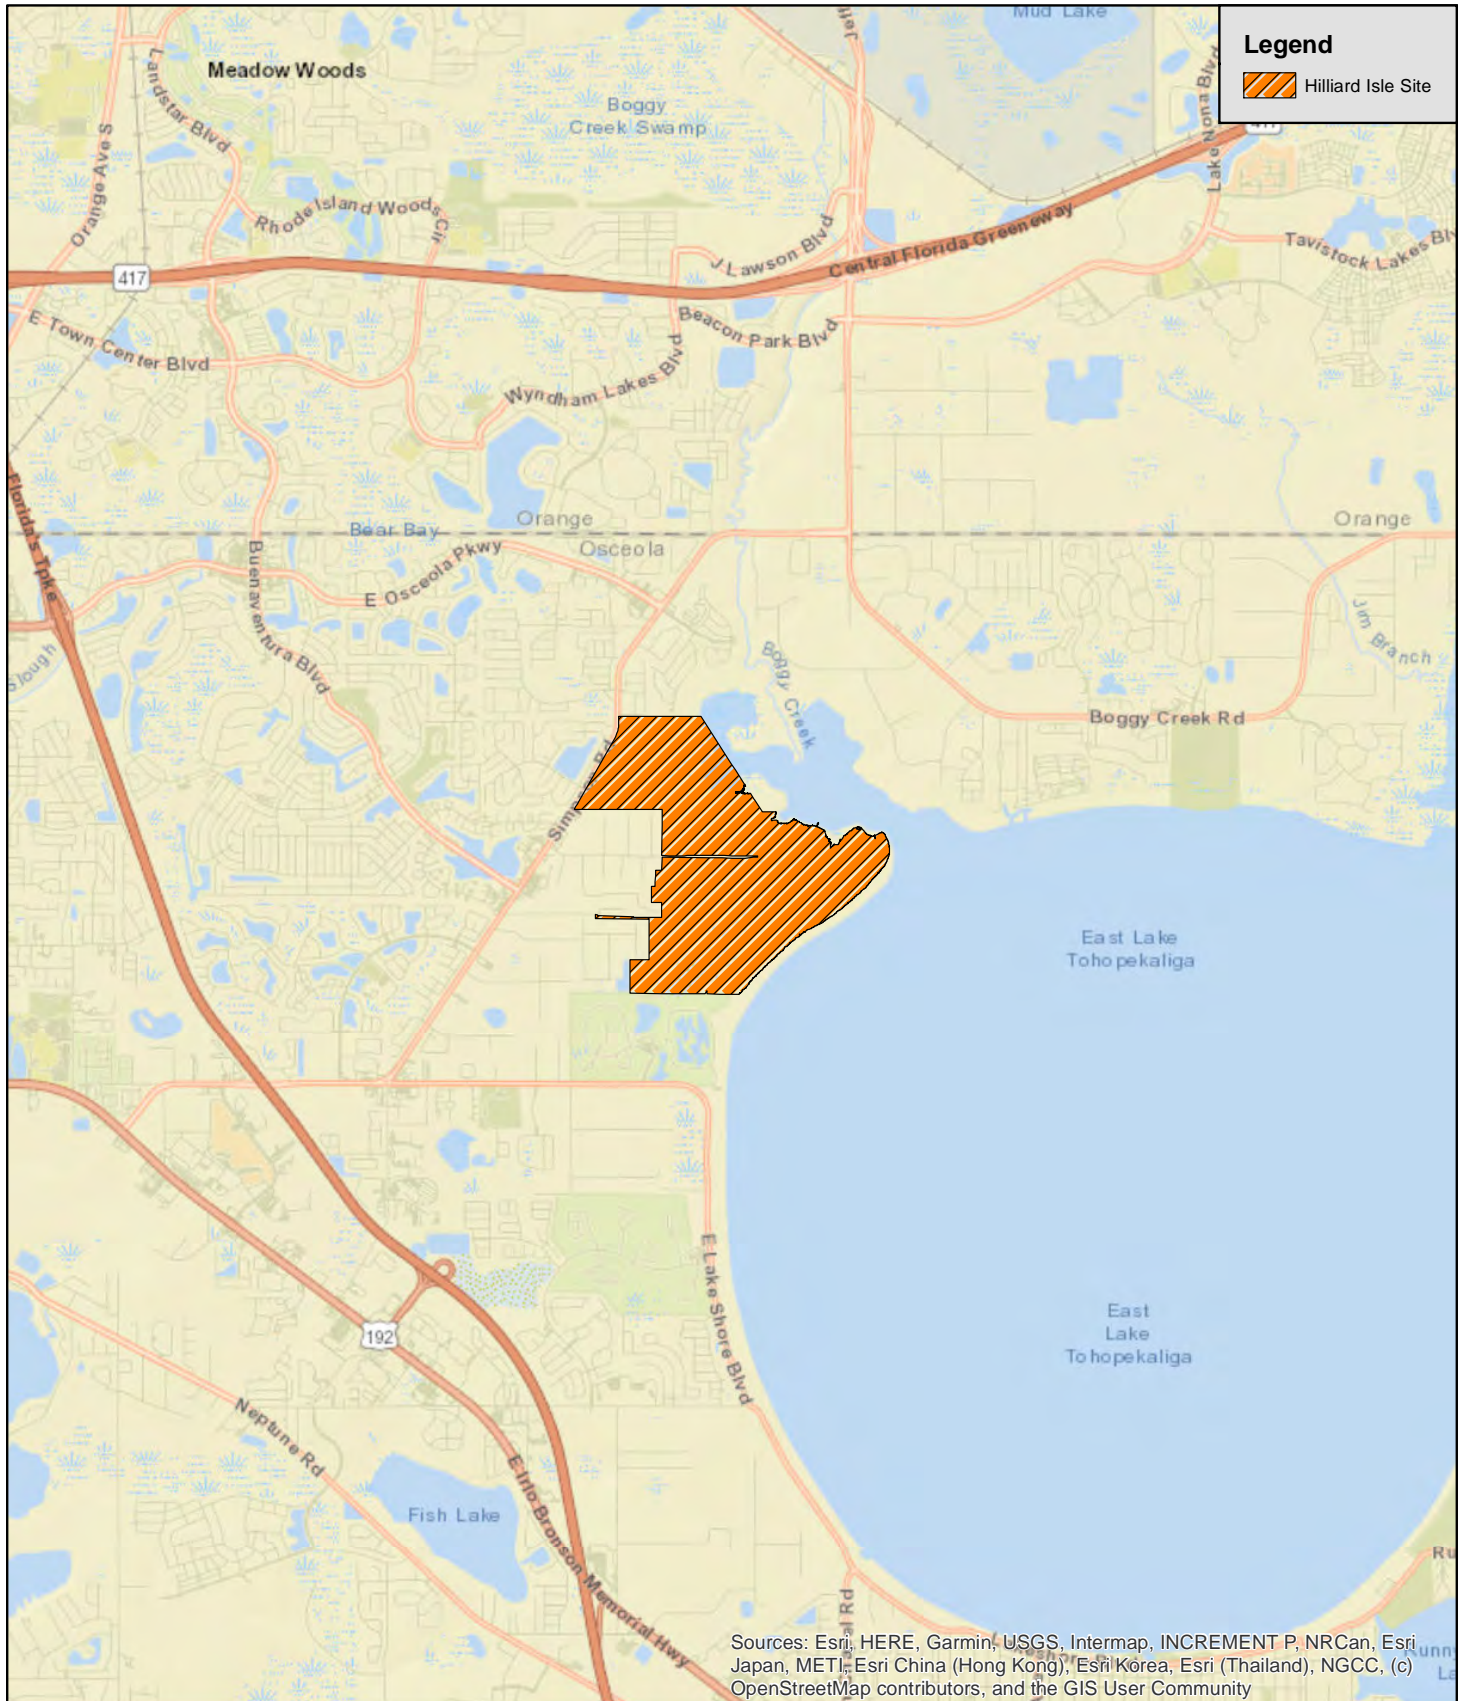 Mud Lake
Legend
Hilliard Isle Site
Meadow Woods
Landstar Blvd
Orange Ave S
Boggy
Creek Swamp
Lake Nona Blvd
Rhode Island Woods Cir
J Lawson Blvd
Central Florida Greeneway
Tavistock Lakes Bl
417
E Town Center Blvd
Beacon Park Blvd
Wyndham Lakes Blvd
Florida's Tpke
Bear Bay
Orange
Osceola
Orange
E Osceola Pkwy
Buenaventura Blvd
Slough
Boggy Creek
Jim Branch
Boggy Creek Rd
East Lake
Tohopekaliga
E Lake Shore Blvd
East
Lake
Tohopekaliga
192
Neptune Rd
E Irlo Bronson Memorial Hwy
Fish Lake
Ru
Rd
Sources: Esri, HERE, Garmin, USGS, Intermap, INCREMENT P, NRCan, Esri
Japan, METI, Esri China (Hong Kong), Esri Korea, Esri (Thailand), NGCC, (c)
OpenStreetMap contributors, and the GIS User Community